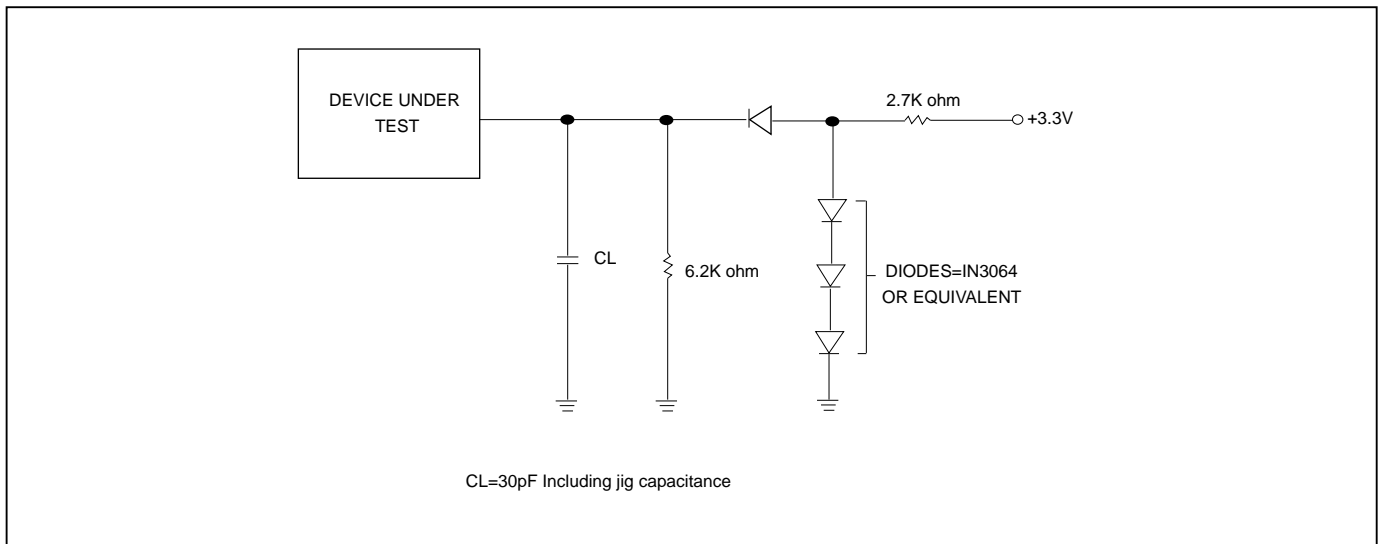 DEVICE UNDER
TEST
2.7K ohm
+3.3V
CL
6.2K ohm
DIODES=IN3064
OR EQUIVALENT
CL=30pF Including jig capacitance